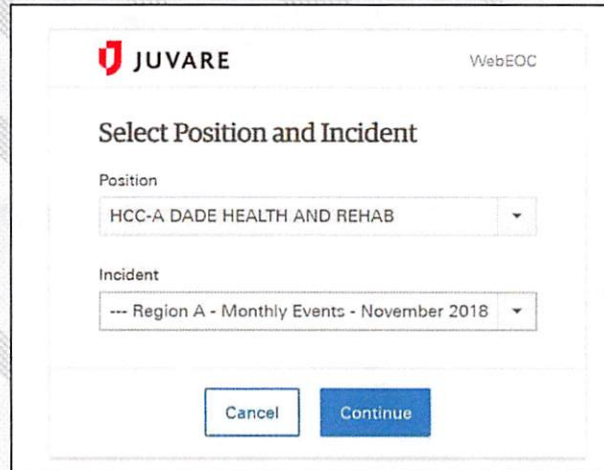 JUVARE
WebEOC
Select Position and Incident
Position
HCC-A DADE HEALTH AND REHAB
Incident
--- Region A - Monthly Events - November 2018
Cancel
Continue